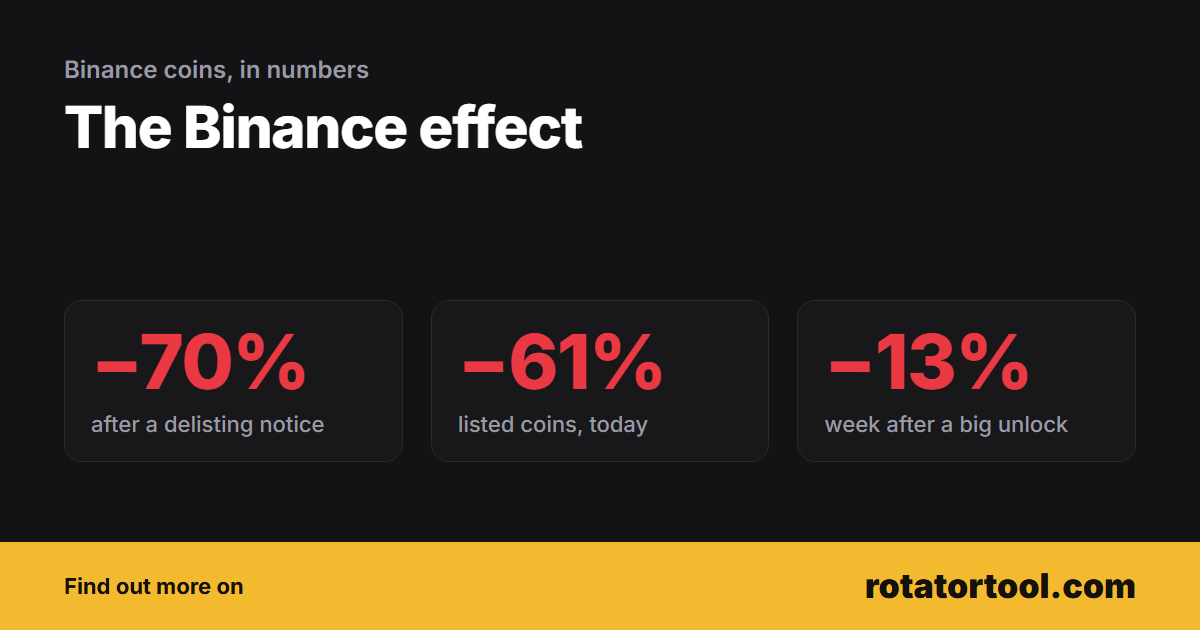 Binance coins, in numbers
The Binance effect
–70%
after a delisting notice
–61%
listed coins, today
–13%
week after a big unlock
Find out more on
rotatortool.com